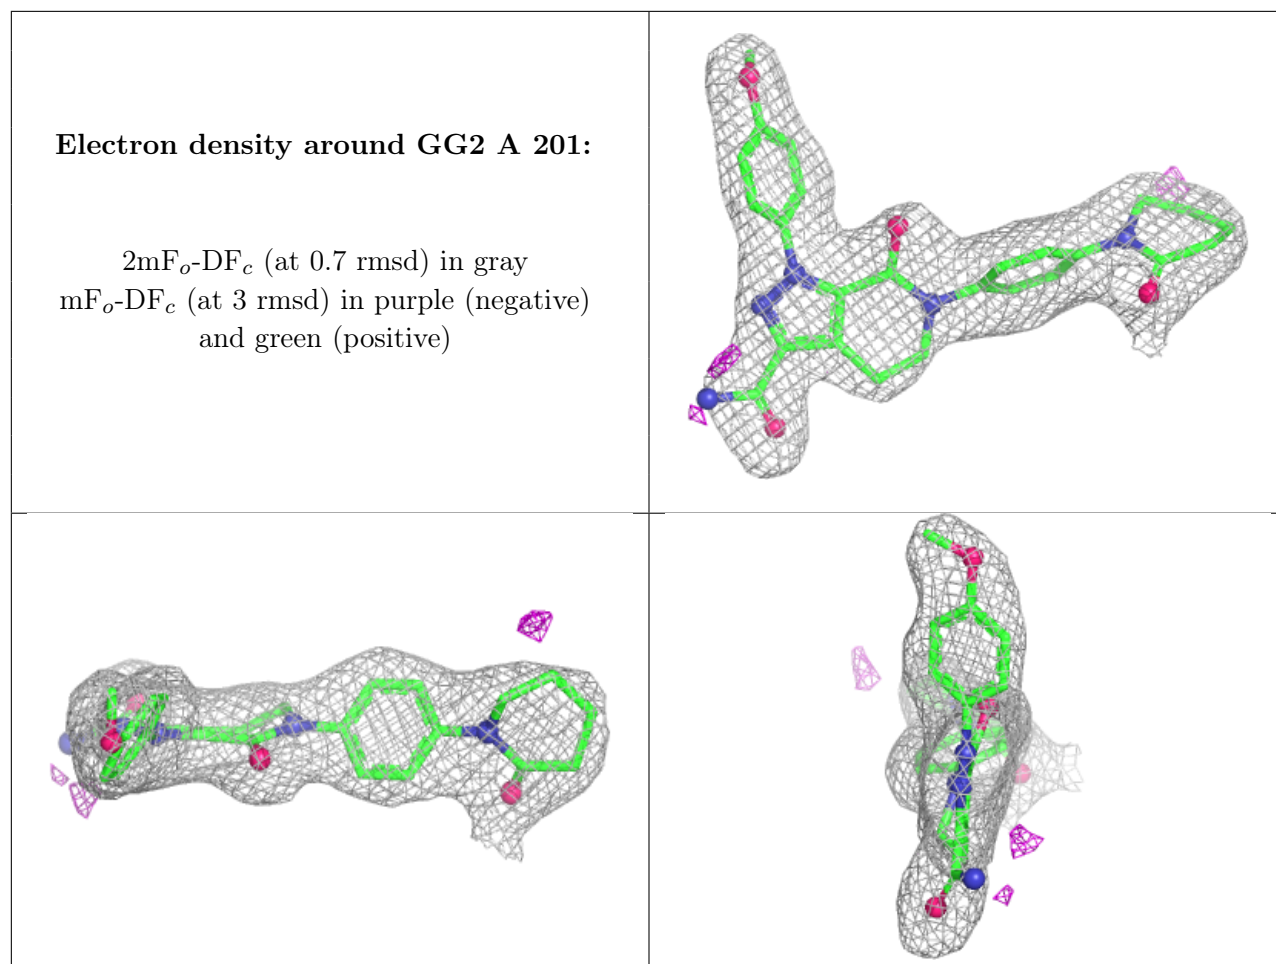 Electron density around GG2 A 201:
2mFo-DFc (at 0.7 rmsd) in gray
mFo-DFc (at 3 rmsd) in purple (negative)
and green (positive)